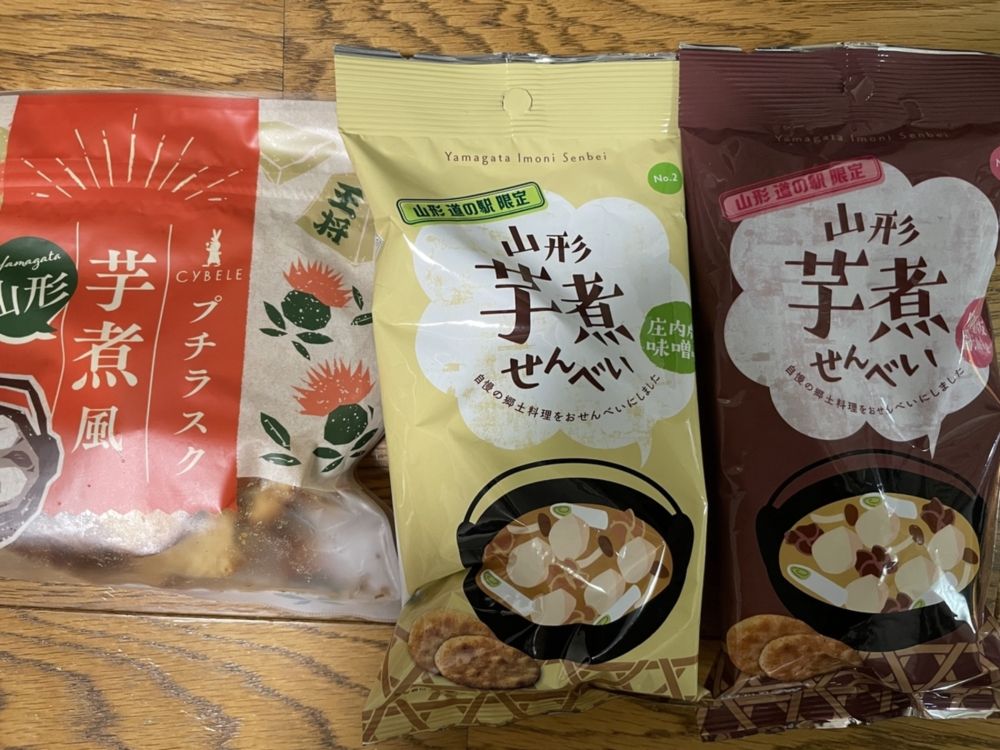 Yamagata
山形
芋煮風
CYBELE
プチラスク
王将
Yamagata Imoni Senbei
No.2
山形 道の駅 限定
山形
芋煮
せんべい
庄内
味噌
自慢の郷土料理をおせんべいにしました
Yamagata Imoni Senbei
山形 道の駅 限定
山形
芋煮
せんべい
自慢の郷土料理をおせんべいにしました